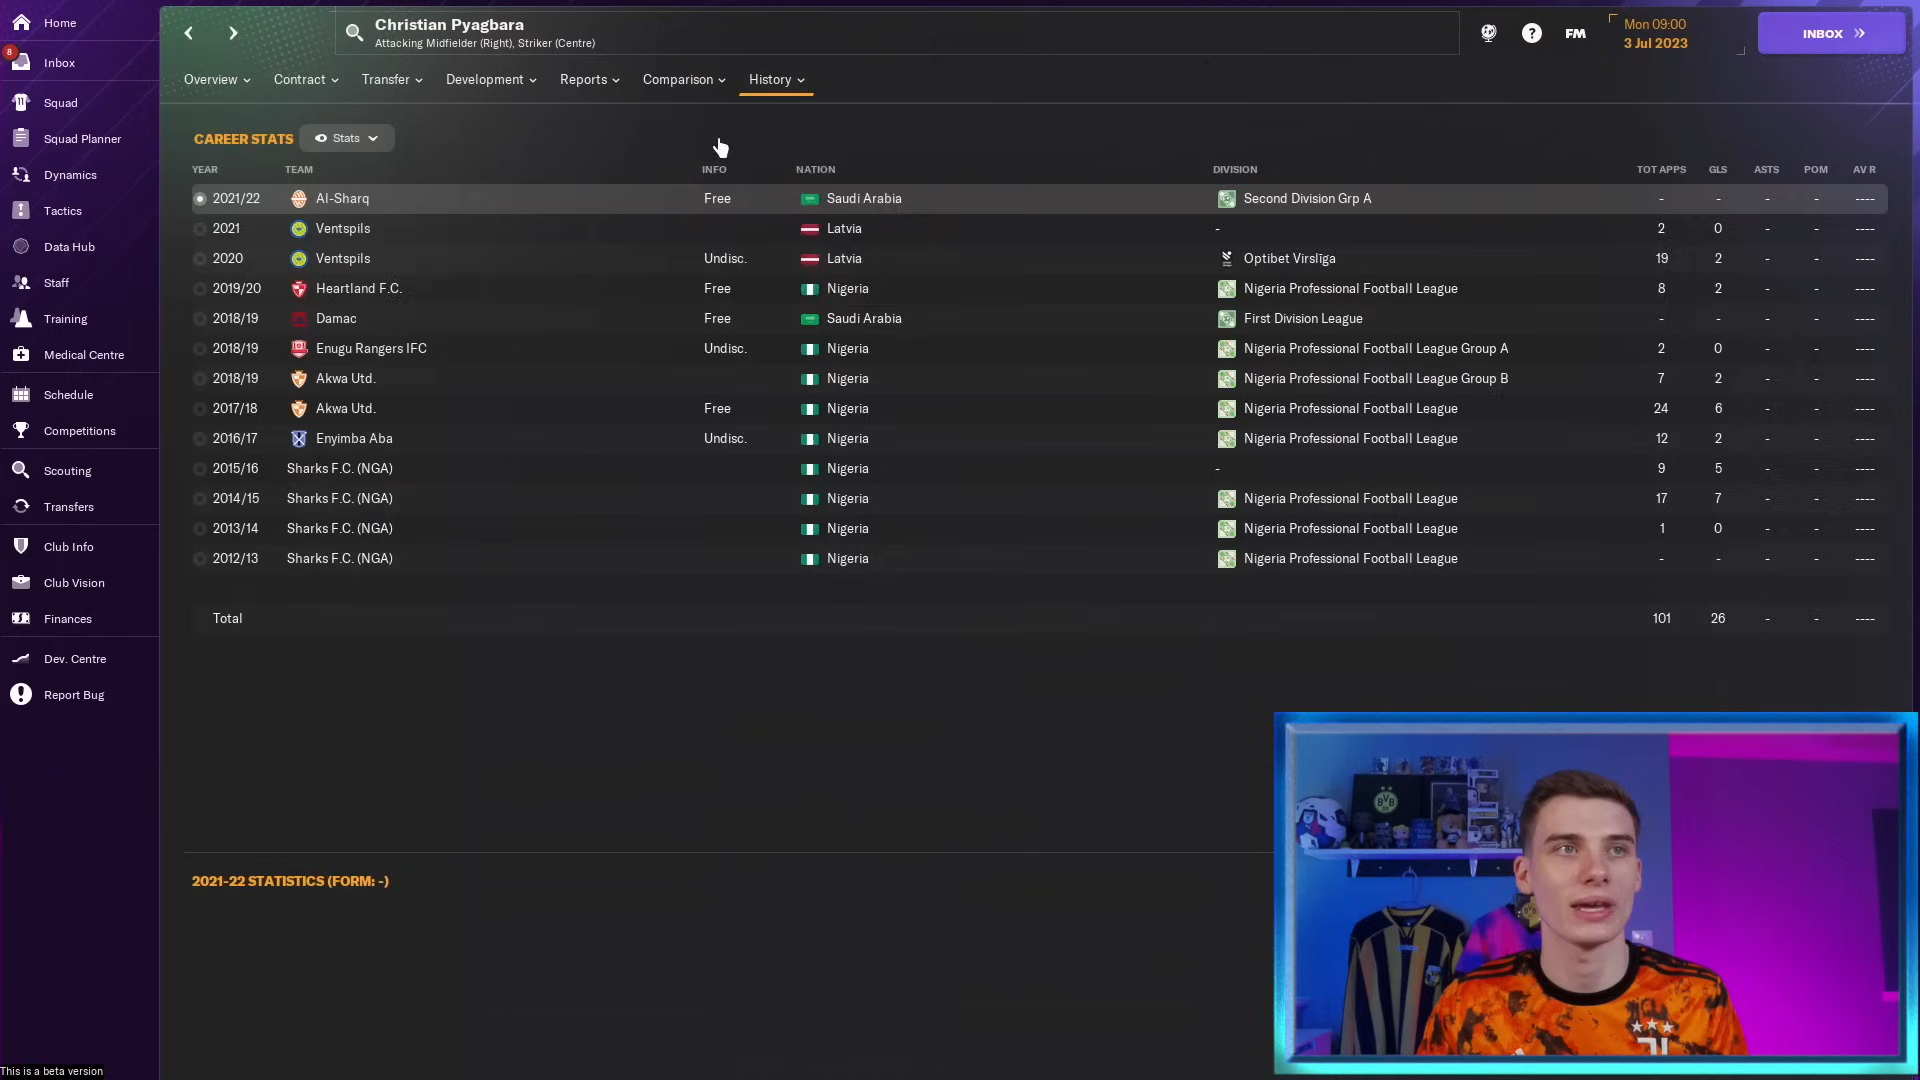 Home
Christian Pyagbara
Attacking Midfielder (Right), Striker (Centre)
FM
Mon 09:00
3 Jul 2023
INBOX
8
Inbox
Overview Contract Transfer Development Reports Comparison History
Squad
Squad Planner
Dynamics
Tactics
Data Hub
Staff
Training
Medical Centre
Schedule
Competitions
Scouting
Transfers
Club Info
Club Vision
Finances
Dev. Centre
Report Bug
CAREER STATS Stats
YEAR TEAM INFO NATION DIVISION TOT APPS GLS ASTS POM AV R
2021/22 Al-Sharq Free Saudi Arabia Second Division Grp A - - - - ----
2021 Ventspils Latvia - 2 0 - - ----
2020 Ventspils Undisc. Latvia Optibet Virslīga 19 2 - - ----
2019/20 Heartland F.C. Free Nigeria Nigeria Professional Football League 8 2 - - ----
2018/19 Damac Free Saudi Arabia First Division League - - - - ----
2018/19 Enugu Rangers IFC Undisc. Nigeria Nigeria Professional Football League Group A 2 0 - - ----
2018/19 Akwa Utd. Nigeria Nigeria Professional Football League Group B 7 2 - - ----
2017/18 Akwa Utd. Free Nigeria Nigeria Professional Football League 24 6 - - ----
2016/17 Enyimba Aba Undisc. Nigeria Nigeria Professional Football League 12 2 - - ----
2015/16 Sharks F.C. (NGA) Nigeria - 9 5 - - ----
2014/15 Sharks F.C. (NGA) Nigeria Nigeria Professional Football League 17 7 - - ----
2013/14 Sharks F.C. (NGA) Nigeria Nigeria Professional Football League 1 0 - - ----
2012/13 Sharks F.C. (NGA) Nigeria Nigeria Professional Football League - - - - ----
Total 101 26 - - ----
2021-22 STATISTICS (FORM: -)
BVB
This is a beta version